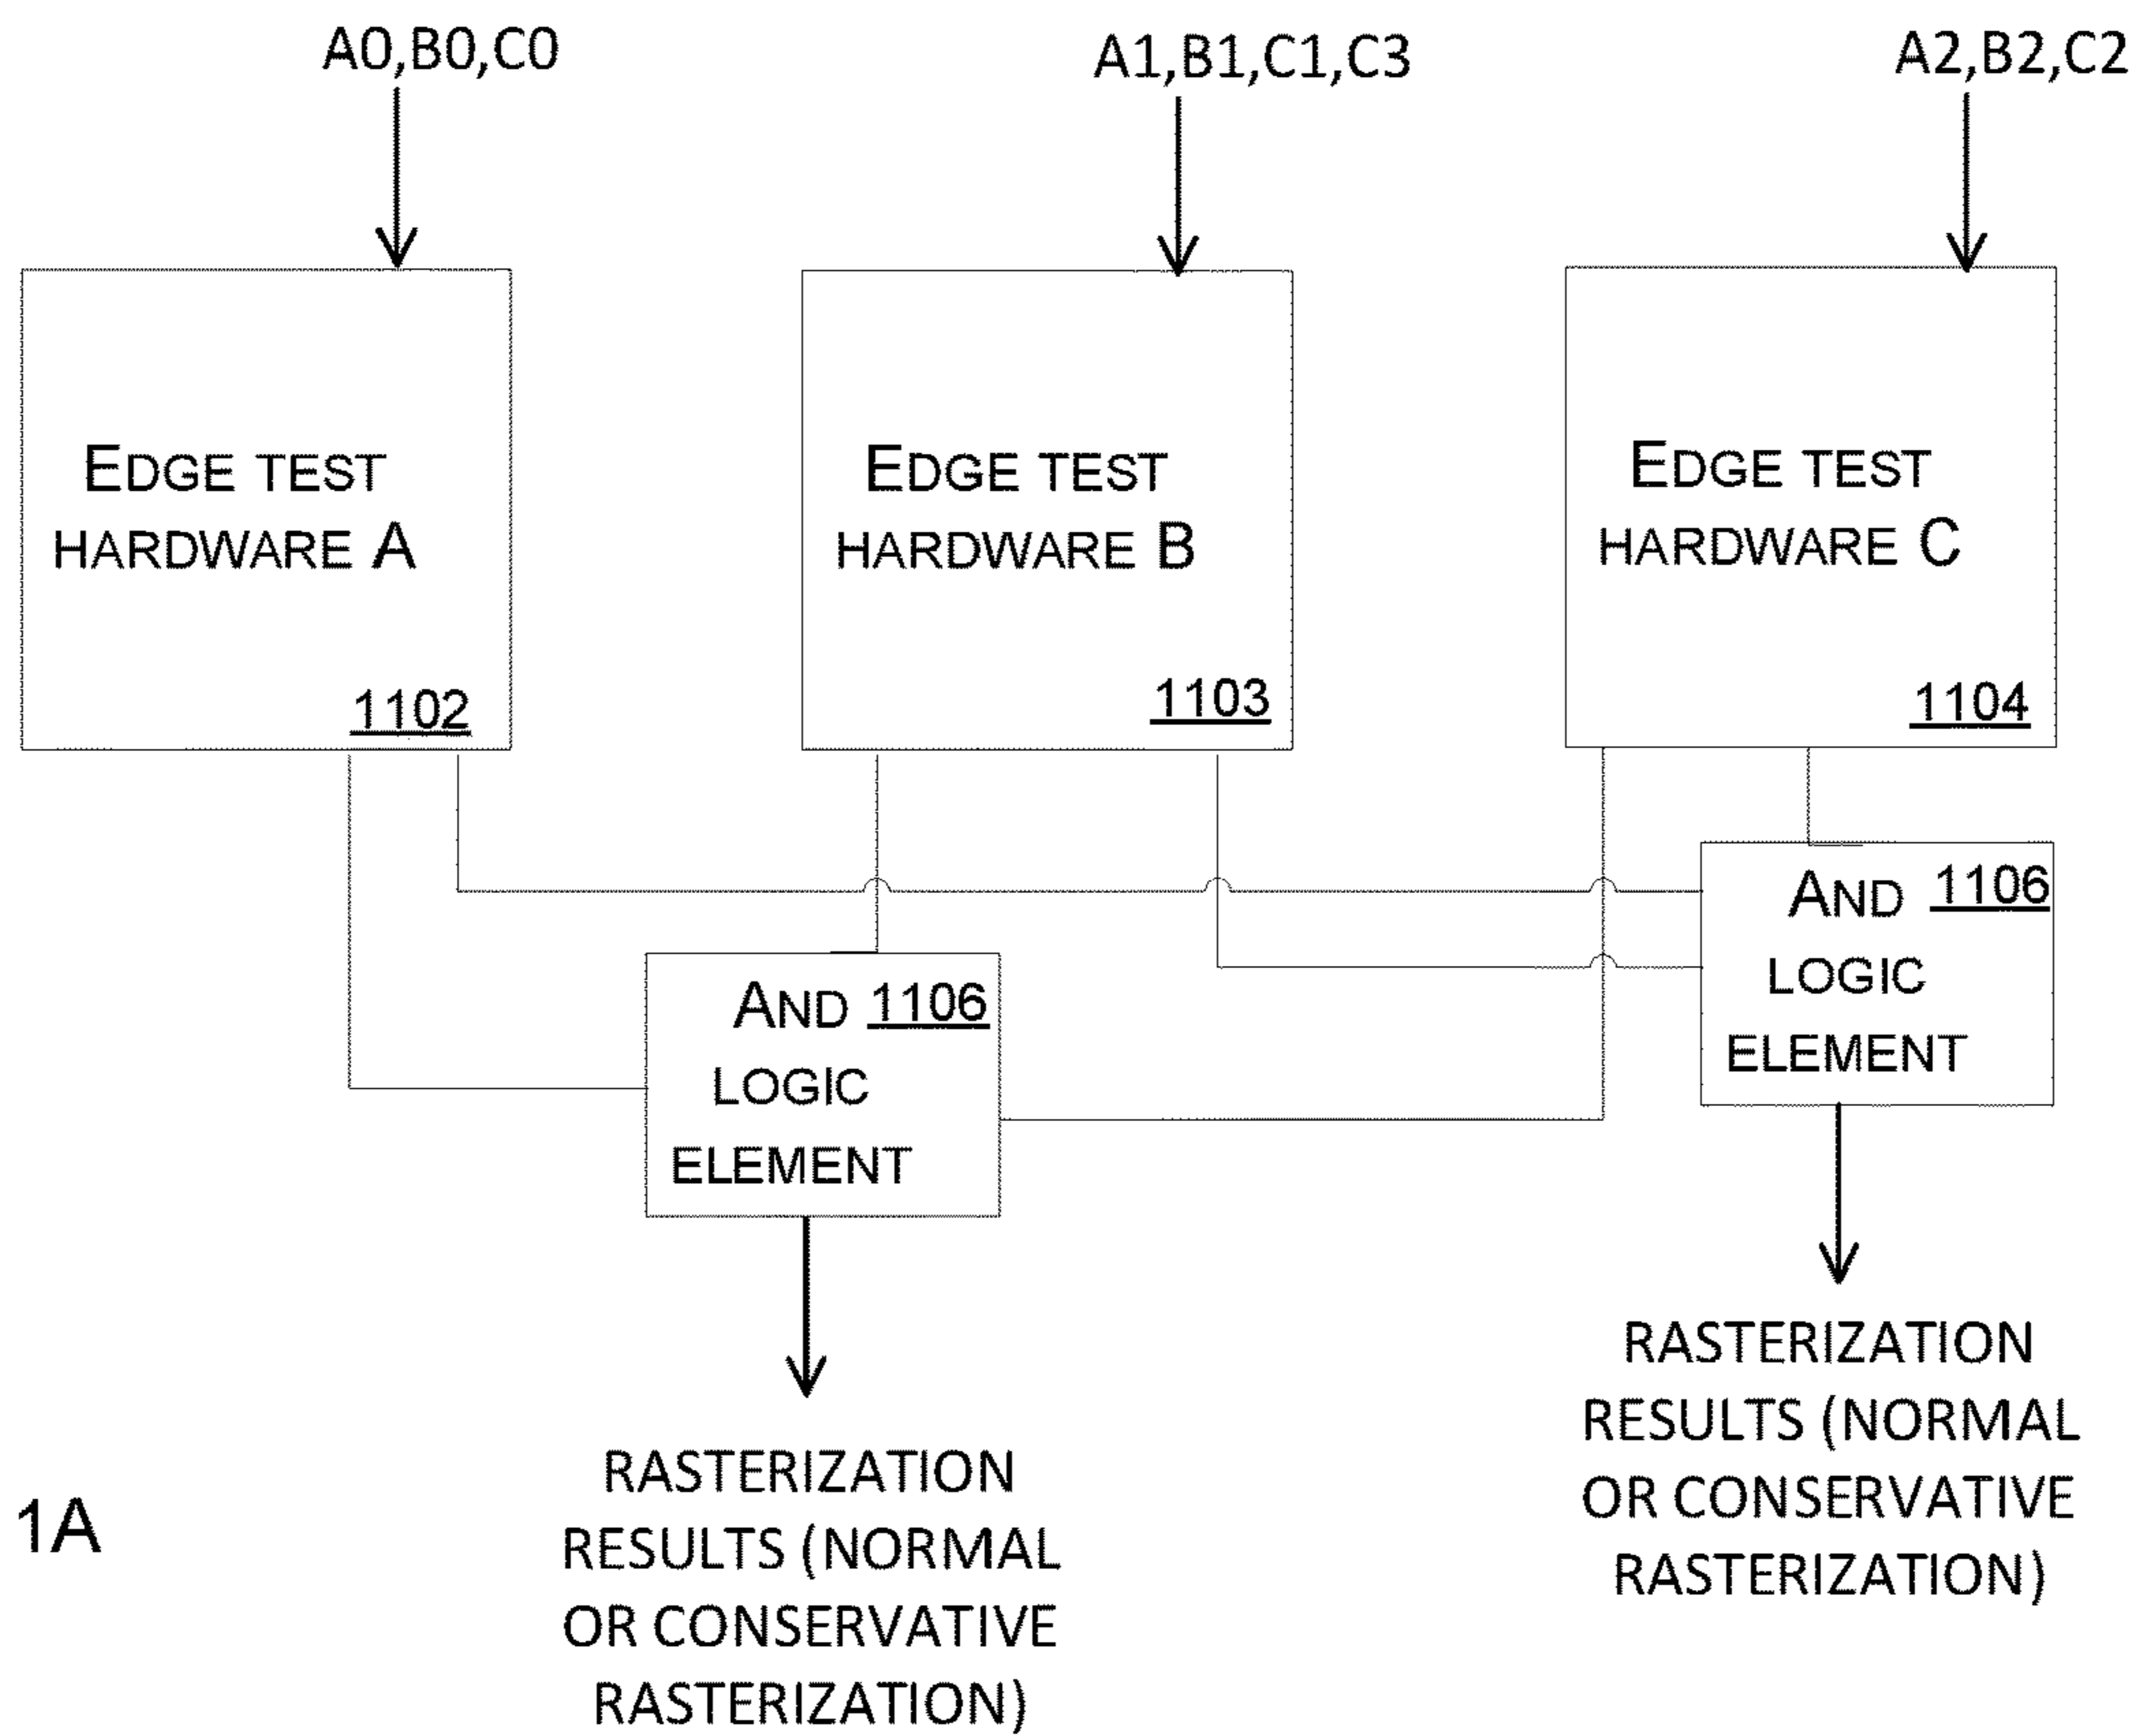 A0,B0,C0
A1,B1,C1,C3
A2,B2,C2
EDGE TEST
HARDWARE A
1102
EDGE TEST
HARDWARE B
1103
EDGE TEST
HARDWARE C
1104
AND 1106
LOGIC
ELEMENT
AND 1106
LOGIC
ELEMENT
RASTERIZATION
RESULTS (NORMAL
OR CONSERVATIVE
RASTERIZATION)
RASTERIZATION
RESULTS (NORMAL
OR CONSERVATIVE
RASTERIZATION)
1A